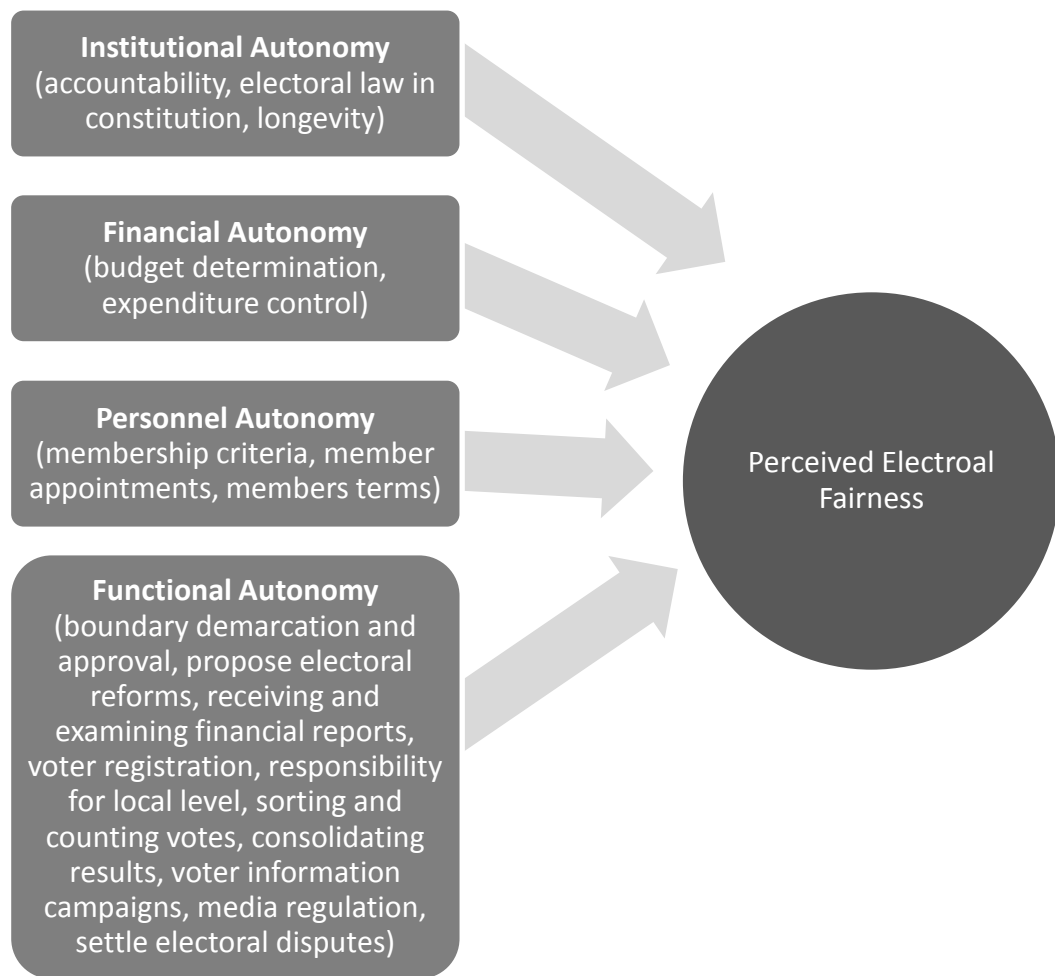 Institutional Autonomy
(accountability, electoral law in
constitution, longevity)
Financial Autonomy
(budget determination,
expenditure control)
Personnel Autonomy
(membership criteria, member
appointments, members terms)
Functional Autonomy
(boundary demarcation and
approval, propose electoral
reforms, receiving and
examining financial reports,
voter registration, responsibility
for local level, sorting and
counting votes, consolidating
results, voter information
campaigns, media regulation,
settle electoral disputes)
Perceived Electroal
Fairness